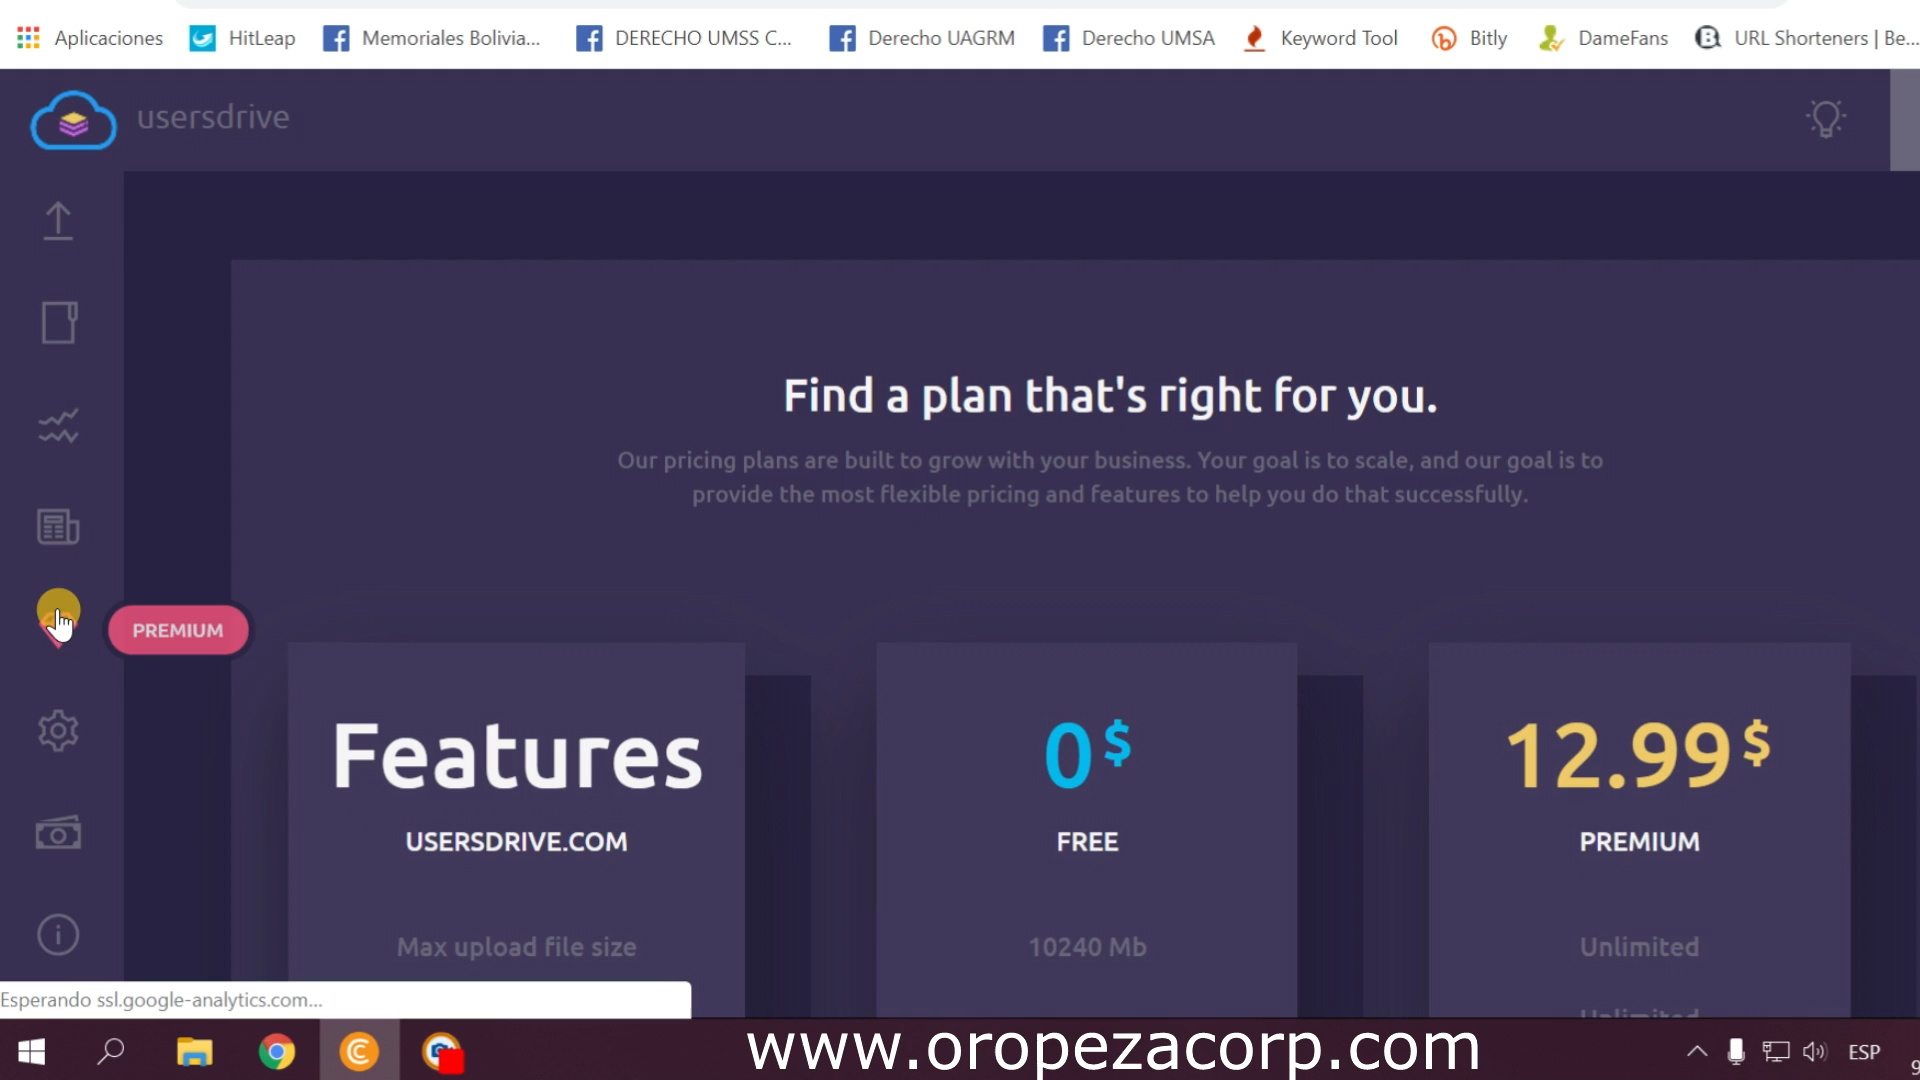 Aplicaciones HitLeap Memoriales Bolivia... DERECHO UMSS C... Derecho UAGRM Derecho UMSA Keyword Tool Bitly DameFans URL Shorteners | Be...
usersdrive
Find a plan that's right for you.
Our pricing plans are built to grow with your business. Your goal is to scale, and our goal is to
provide the most flexible pricing and features to help you do that successfully.
PREMIUM
Features 0$ 12.99$
USERSDRIVE.COM FREE PREMIUM
Max upload file size 10240 Mb Unlimited
Unlimited
Esperando ssl.google-analytics.com...
www.oropezacorp.com
ESP